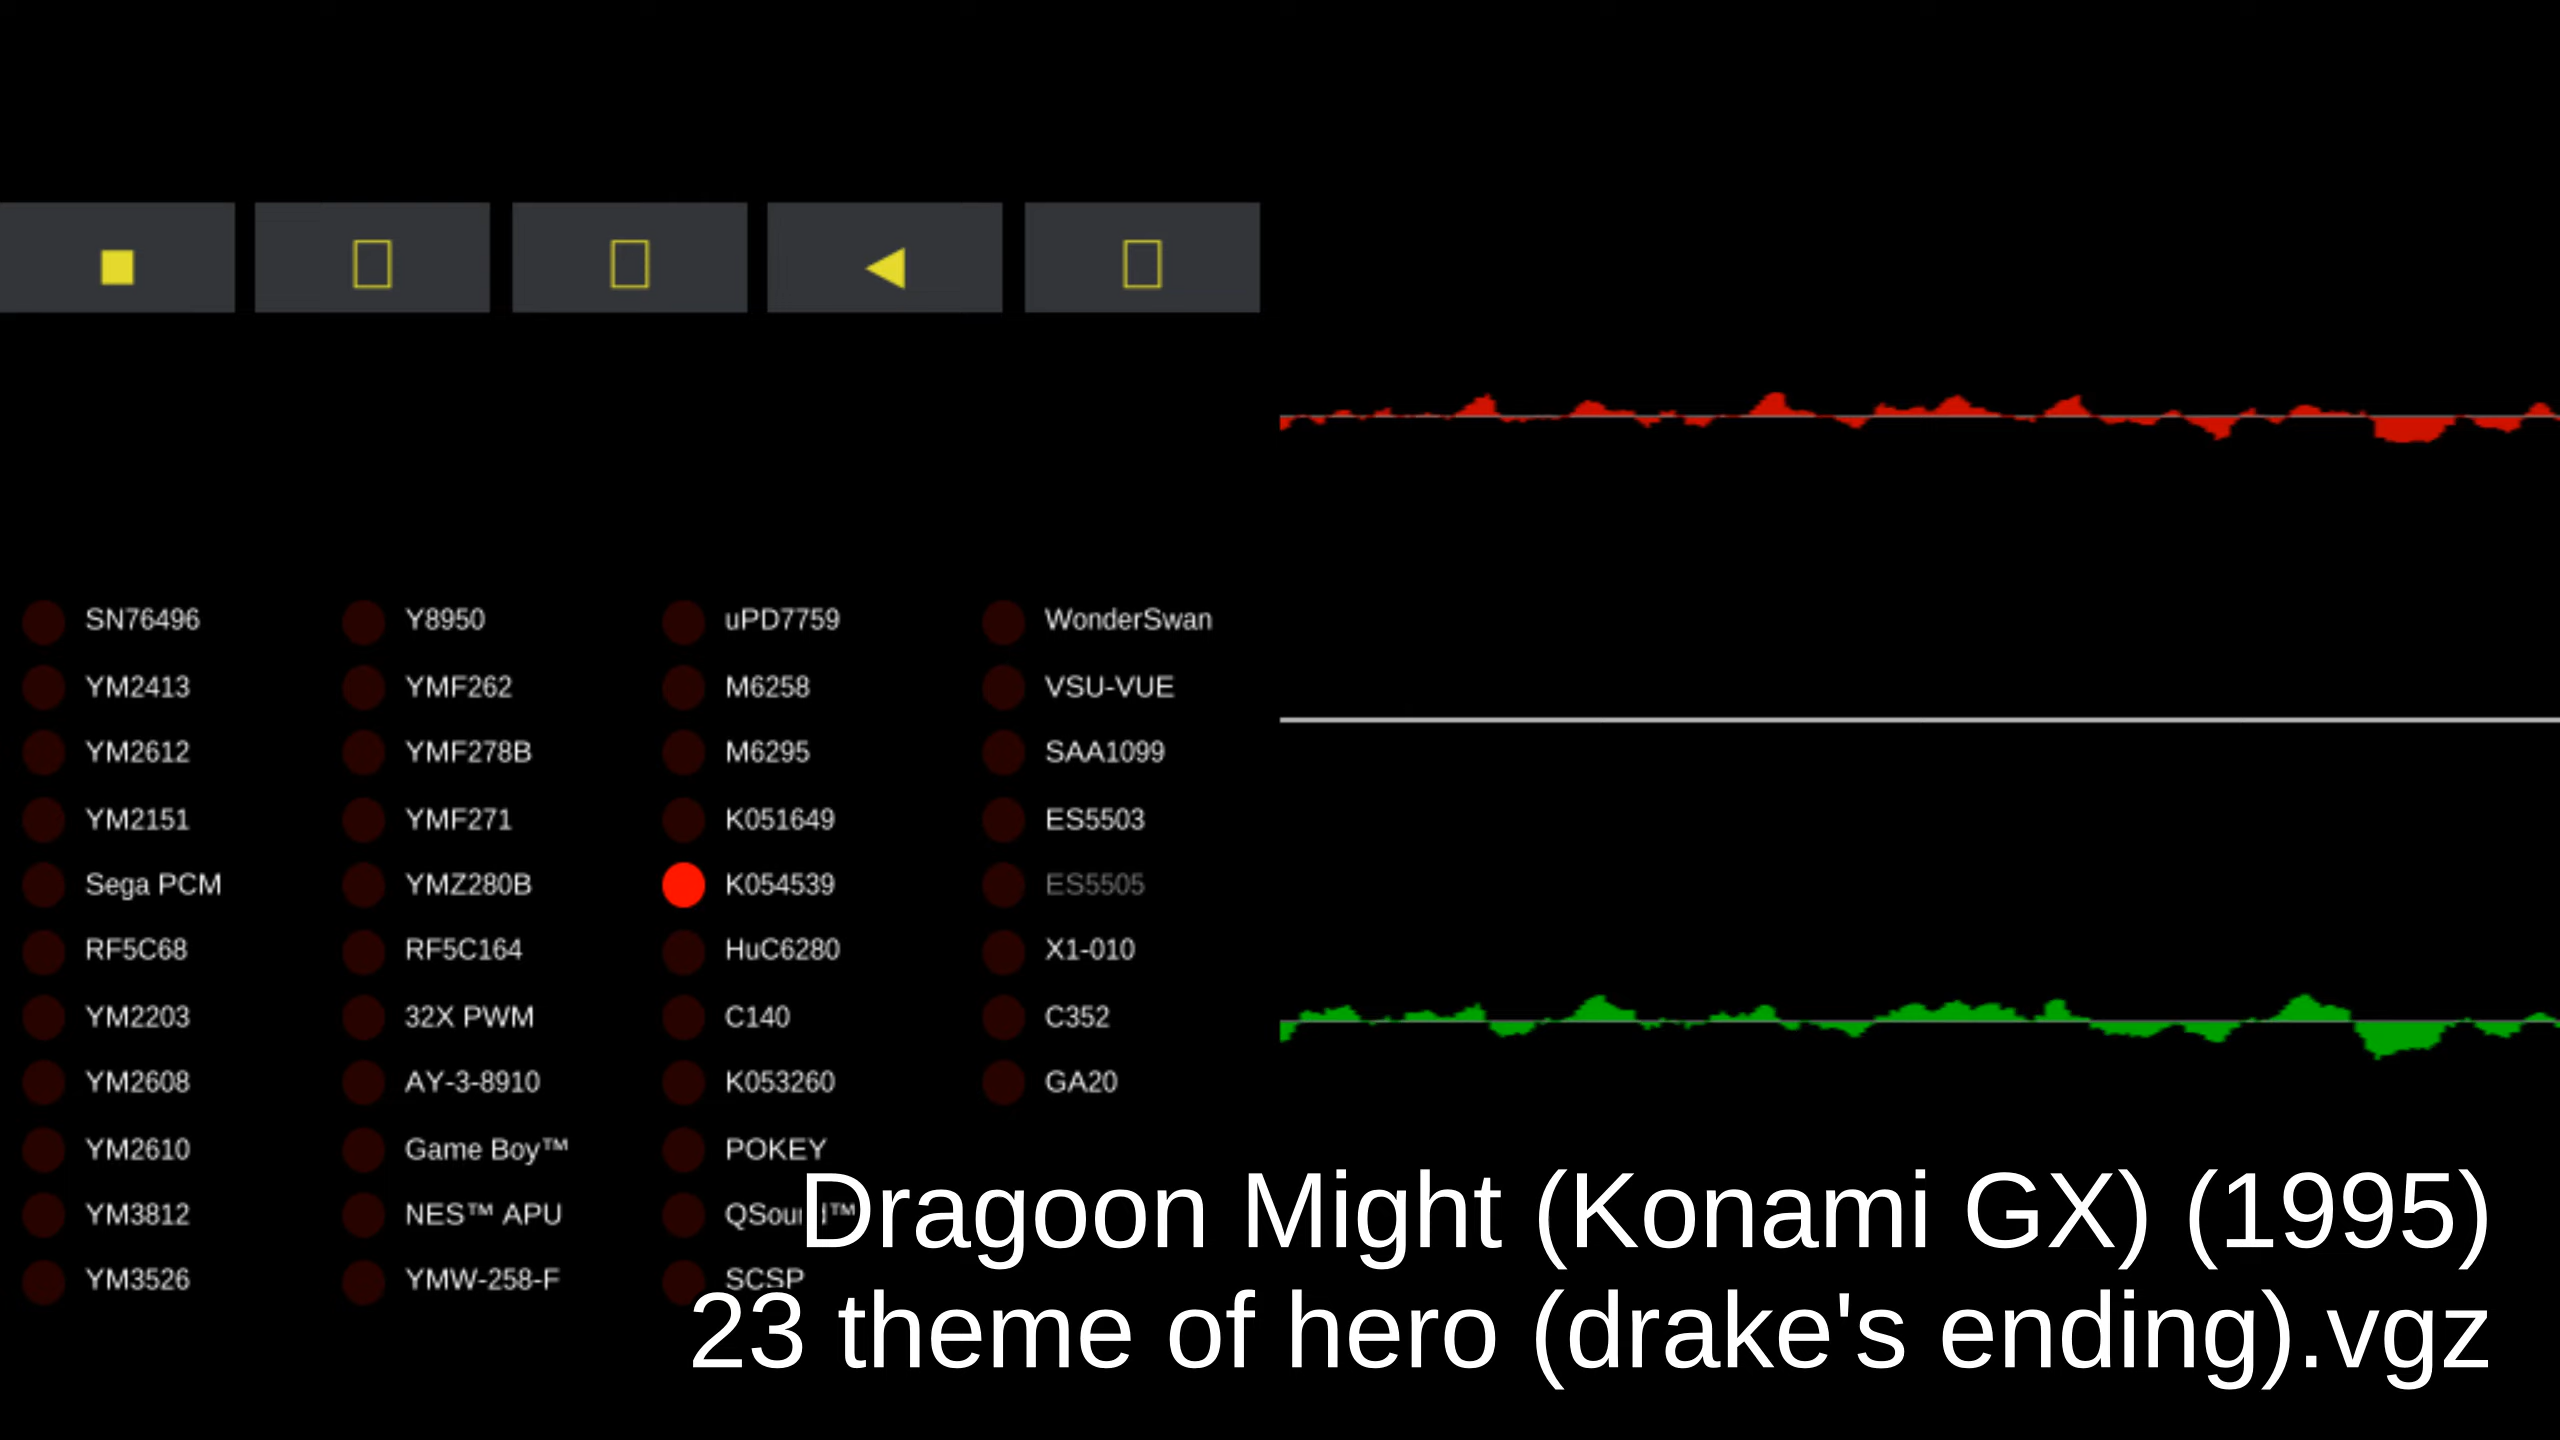 SN76496 Y8950 uPD7759 WonderSwan
YM2413 YMF262 M6258 VSU-VUE
YM2612 YMF278B M6295 SAA1099
YM2151 YMF271 K051649 ES5503
Sega PCM YMZ280B K054539 ES5505
RF5C68 RF5C164 HuC6280 X1-010
YM2203 32X PWM C140 C352
YM2608 AY-3-8910 K053260 GA20
YM2610 Game Boy™ POKEY
YM3812 NES™ APU QSound™
YM3526 YMW-258-F SCSP
Dragoon Might (Konami GX) (1995)
23 theme of hero (drake's ending).vgz